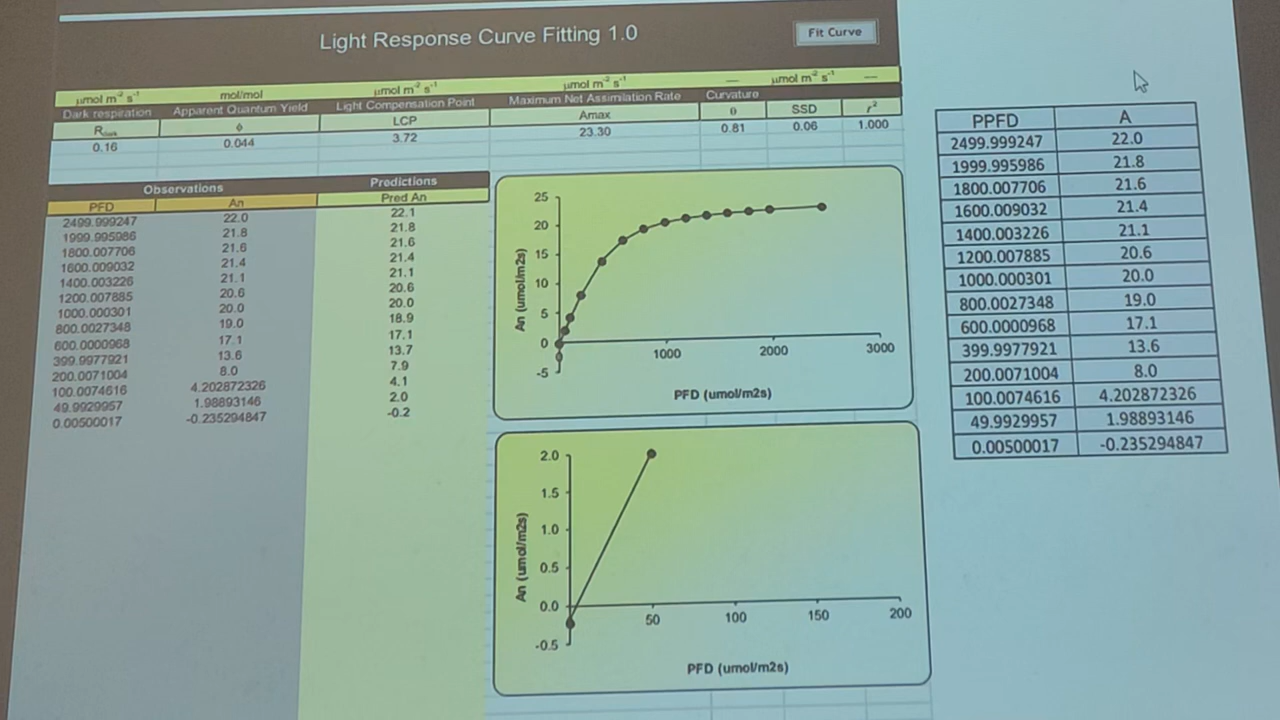 Light Response Curve Fitting 1.0
Fit Curve
µmol m⁻² s⁻¹ mol/mol µmol m⁻² s⁻¹ µmol m⁻² s⁻¹ — µmol m⁻² s⁻¹ —
Dark respiration Apparent Quantum Yield Light Compensation Point Maximum Net Assimilation Rate Curvature
R_dark ϕ LCP Amax θ SSD r²
0.16 0.044 3.72 23.30 0.81 0.06 1.000
Observations Predictions
PFD An Pred An
2499.999247 22.0 22.1
1999.995986 21.8 21.8
1800.007706 21.6 21.6
1600.009032 21.4 21.4
1400.003226 21.1 21.1
1200.007885 20.6 20.6
1000.000301 20.0 20.0
800.0027348 19.0 18.9
600.0000968 17.1 17.1
399.9977921 13.6 13.7
200.0071004 8.0 7.9
100.0074616 4.202872326 4.1
49.9929957 1.98893146 2.0
0.00500017 -0.235294847 -0.2
An (umol/m2s)
25
20
15
10
5
0
-5
0 1000 2000 3000
PFD (umol/m2s)
An (umol/m2s)
2.0
1.5
1.0
0.5
0.0
-0.5
50 100 150 200
PFD (umol/m2s)
PPFD A
2499.999247 22.0
1999.995986 21.8
1800.007706 21.6
1600.009032 21.4
1400.003226 21.1
1200.007885 20.6
1000.000301 20.0
800.0027348 19.0
600.0000968 17.1
399.9977921 13.6
200.0071004 8.0
100.0074616 4.202872326
49.9929957 1.98893146
0.00500017 -0.235294847